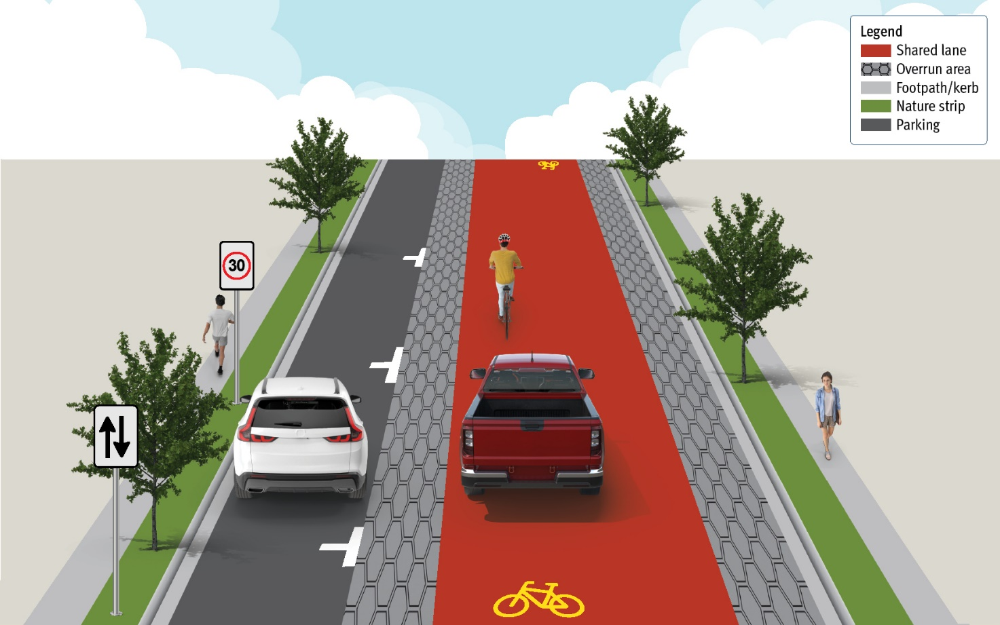 Legend
Shared lane
Overrun area
Footpath/kerb
Nature strip
Parking
30